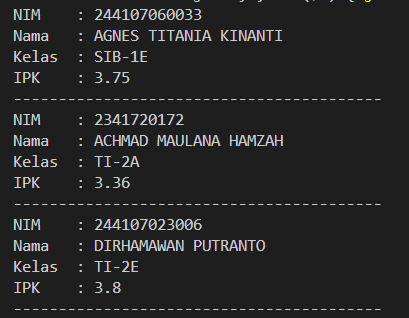 NIM    : 244107060033
Nama   : AGNES TITANIA KINANTI
Kelas  : SIB-1E
IPK    : 3.75
-----------------------------------------
NIM    : 2341720172
Nama   : ACHMAD MAULANA HAMZAH
Kelas  : TI-2A
IPK    : 3.36
-----------------------------------------
NIM    : 244107023006
Nama   : DIRHAMAWAN PUTRANTO
Kelas  : TI-2E
IPK    : 3.8
-----------------------------------------